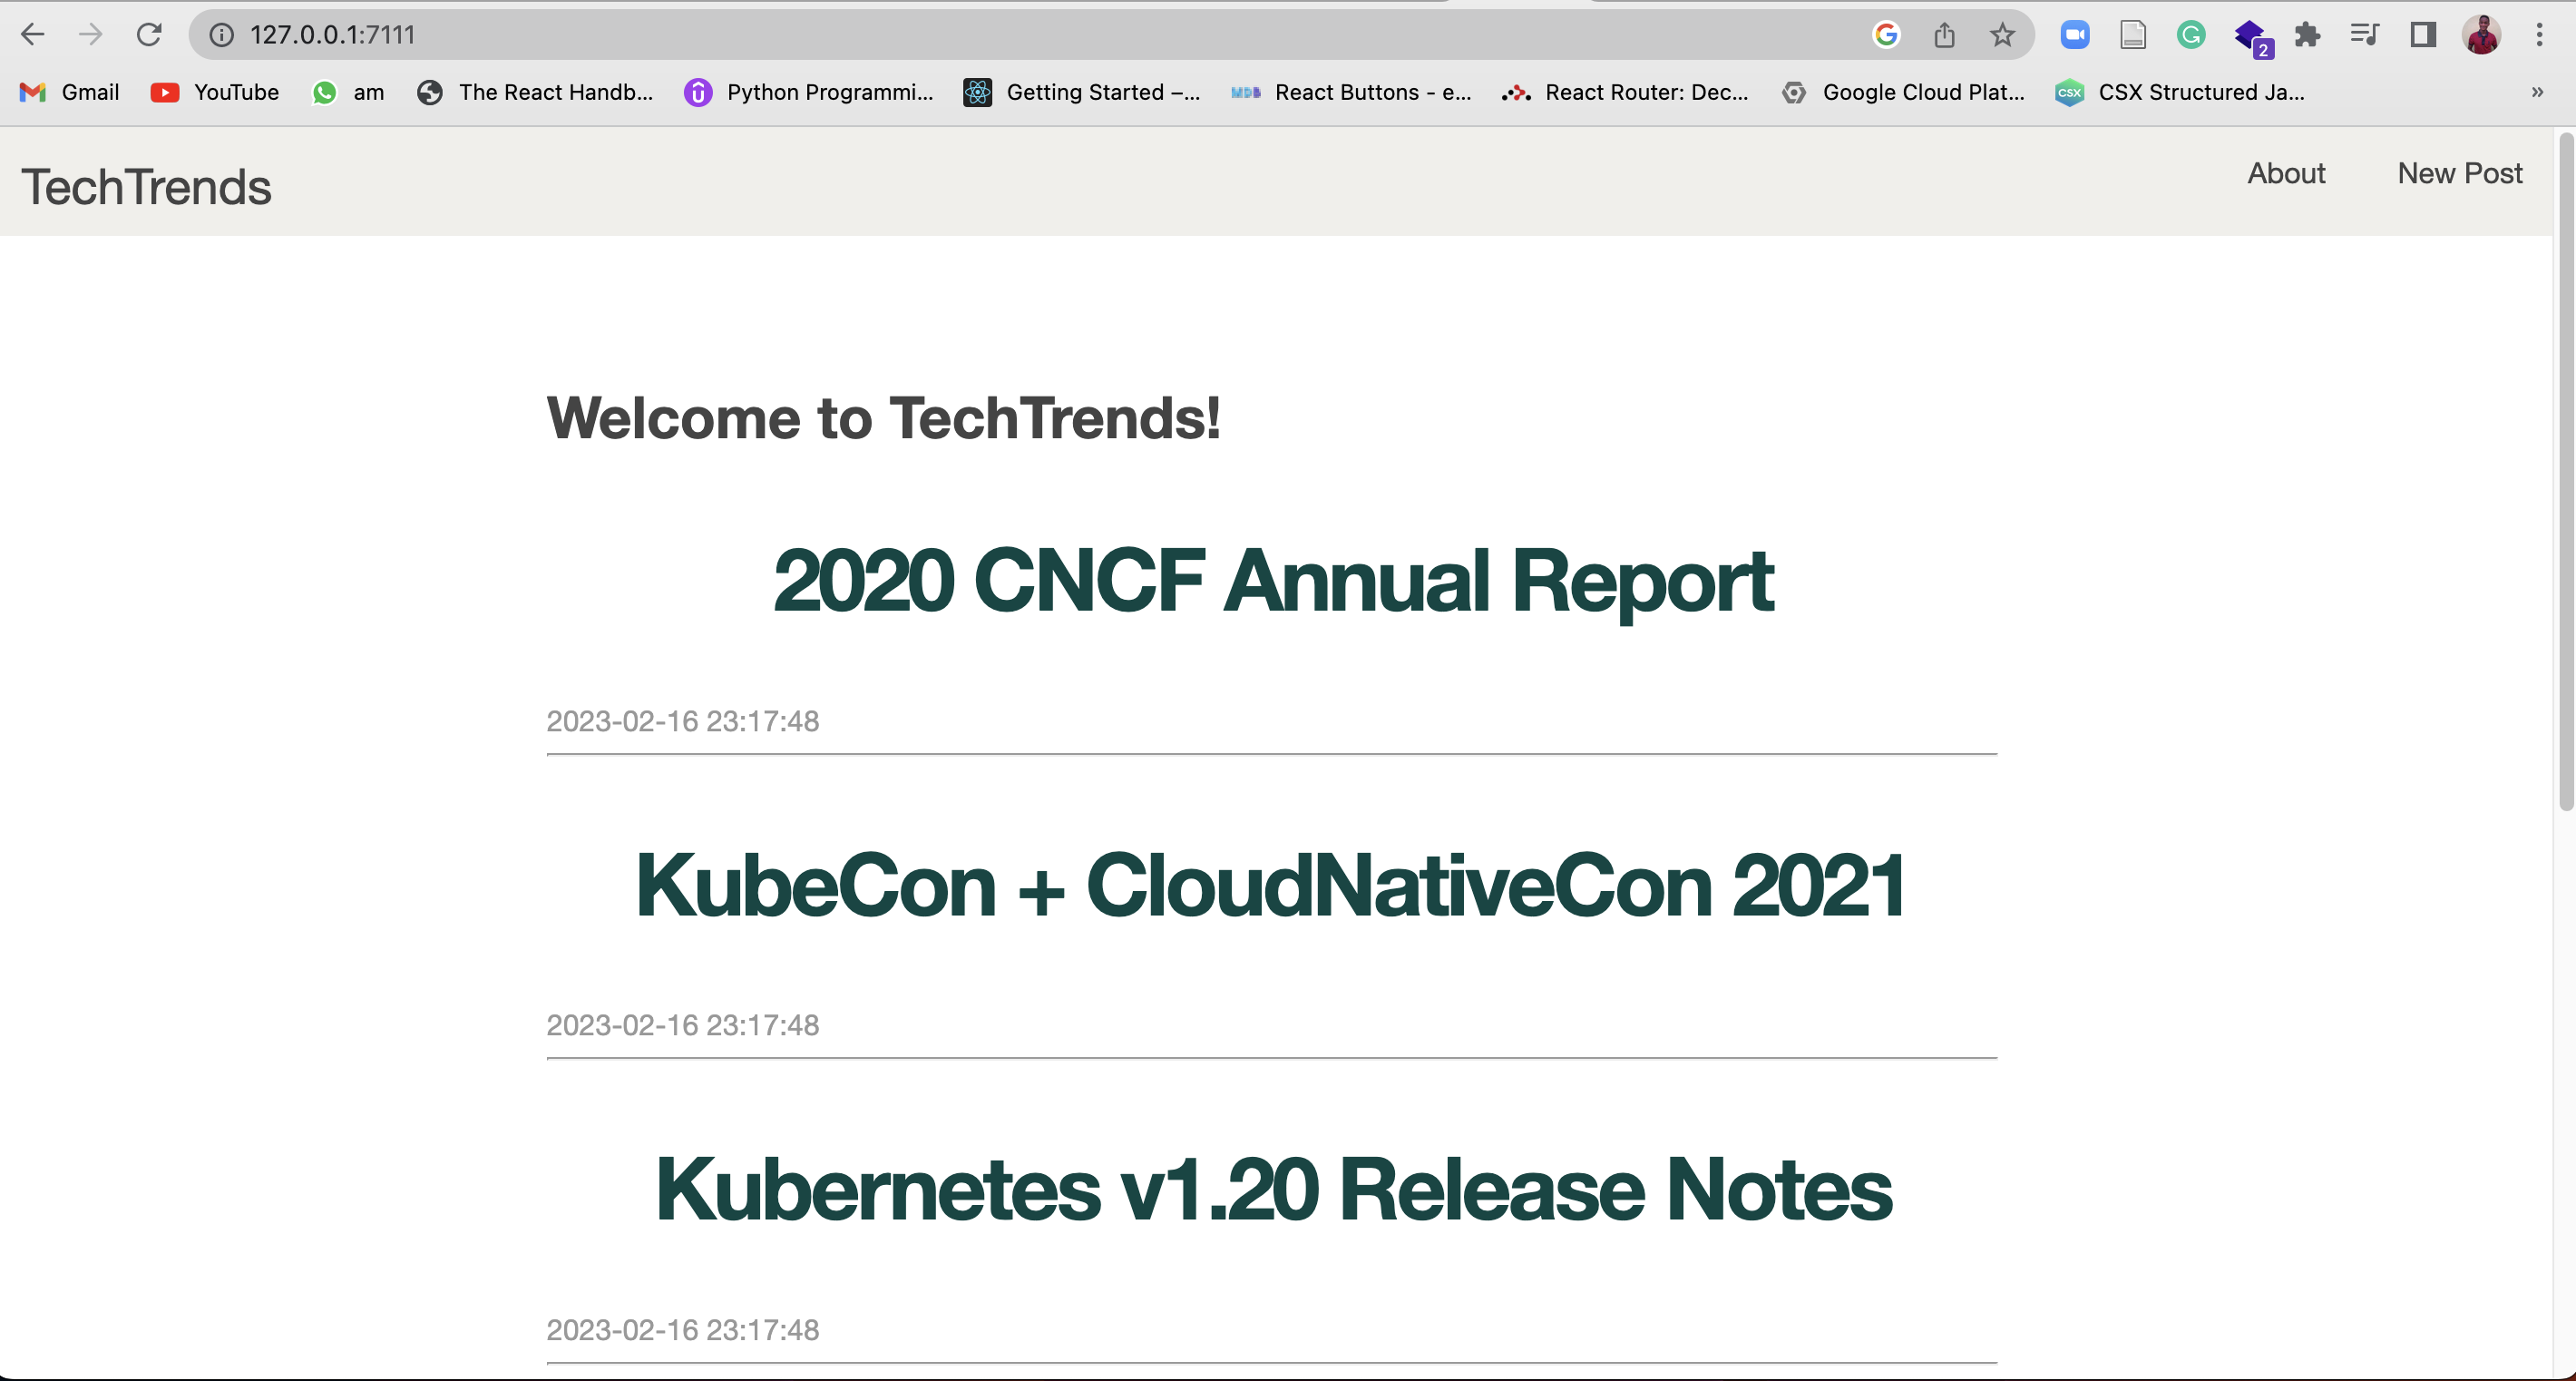 127.0.0.1:7111
2
Gmail YouTube am The React Handb... Python Programmi... Getting Started –... React Buttons - e... React Router: Dec... Google Cloud Plat... CSX CSX Structured Ja... »
TechTrends About New Post
Welcome to TechTrends!
2020 CNCF Annual Report
2023-02-16 23:17:48
KubeCon + CloudNativeCon 2021
2023-02-16 23:17:48
Kubernetes v1.20 Release Notes
2023-02-16 23:17:48